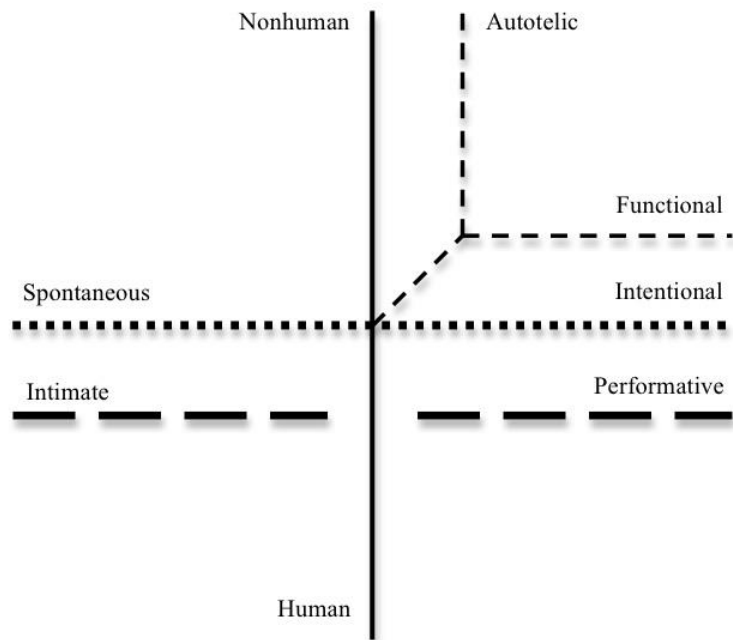 Nonhuman
Autotelic
Functional
Spontaneous
Intentional
Intimate
Performative
Human